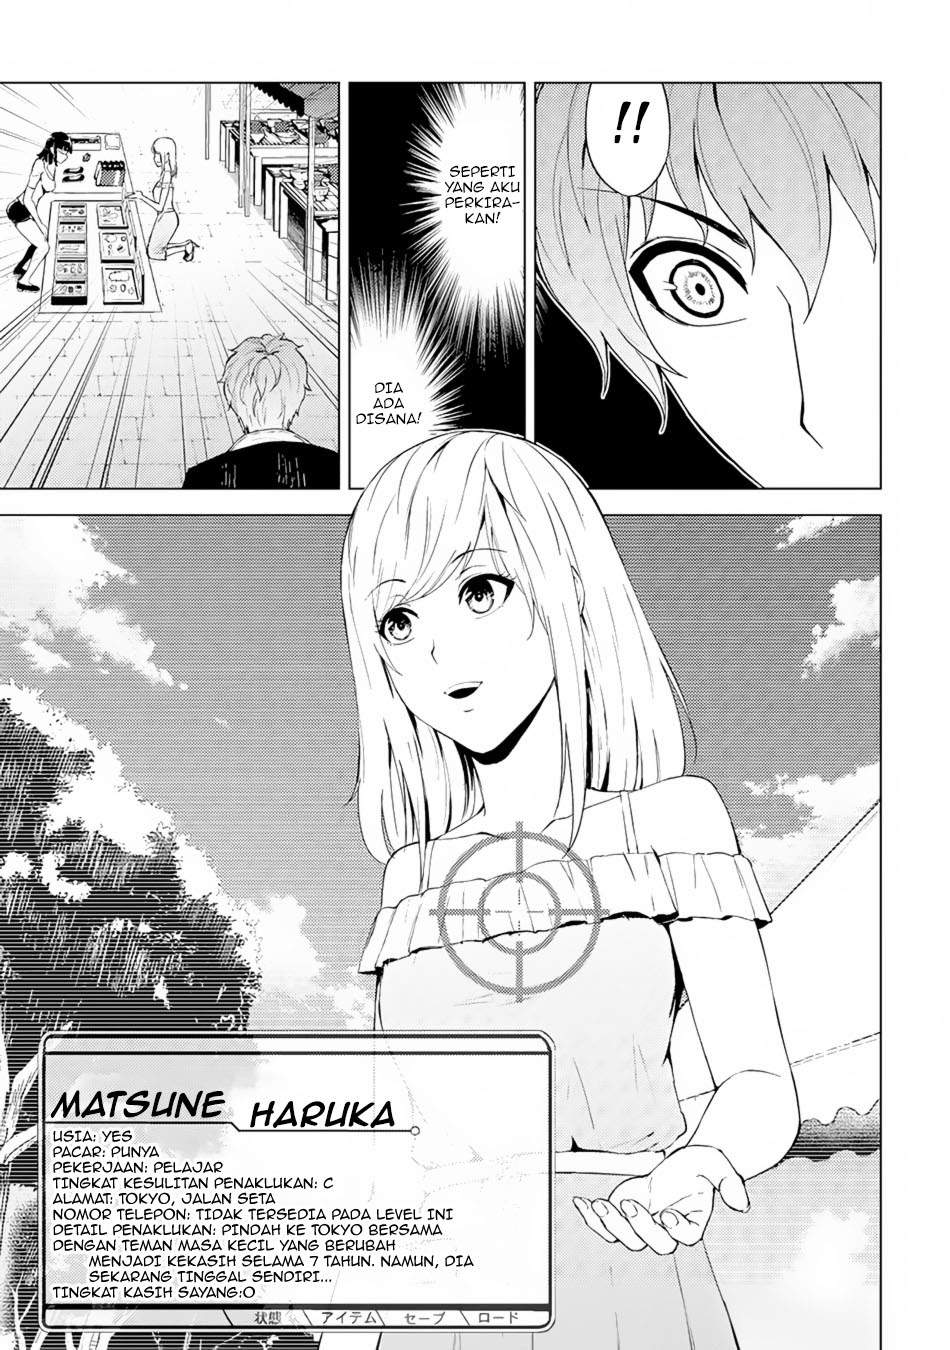 !!
SEPERTI
YANG AKU
PERKIRA-
KAN!
DIA
ADA
DISANA!
MATSUNE HARUKA
USIA: YES
PACAR: PUNYA
PEKERJAAN: PELAJAR
TINGKAT KESULITAN PENAKLUKAN: C
ALAMAT: TOKYO, JALAN SETA
NOMOR TELEPON: TIDAK TERSEDIA PADA LEVEL INI
DETAIL PENAKLUKAN: PINDAH KE TOKYO BERSAMA
DENGAN TEMAN MASA KECIL YANG BERUBAH
MENJADI KEKASIH SELAMA 7 TAHUN. NAMUN, DIA
SEKARANG TINGGAL SENDIRI...
TINGKAT KASIH SAYANG:0
状態 アイテム セーブ ロード